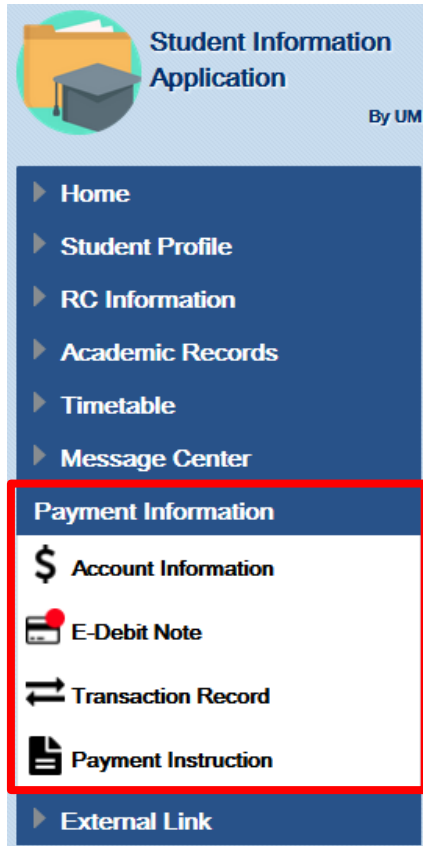 Student Information
Application
By UM
Home
Student Profile
RC Information
Academic Records
Timetable
Message Center
Payment Information
$ Account Information
E-Debit Note
Transaction Record
Payment Instruction
External Link